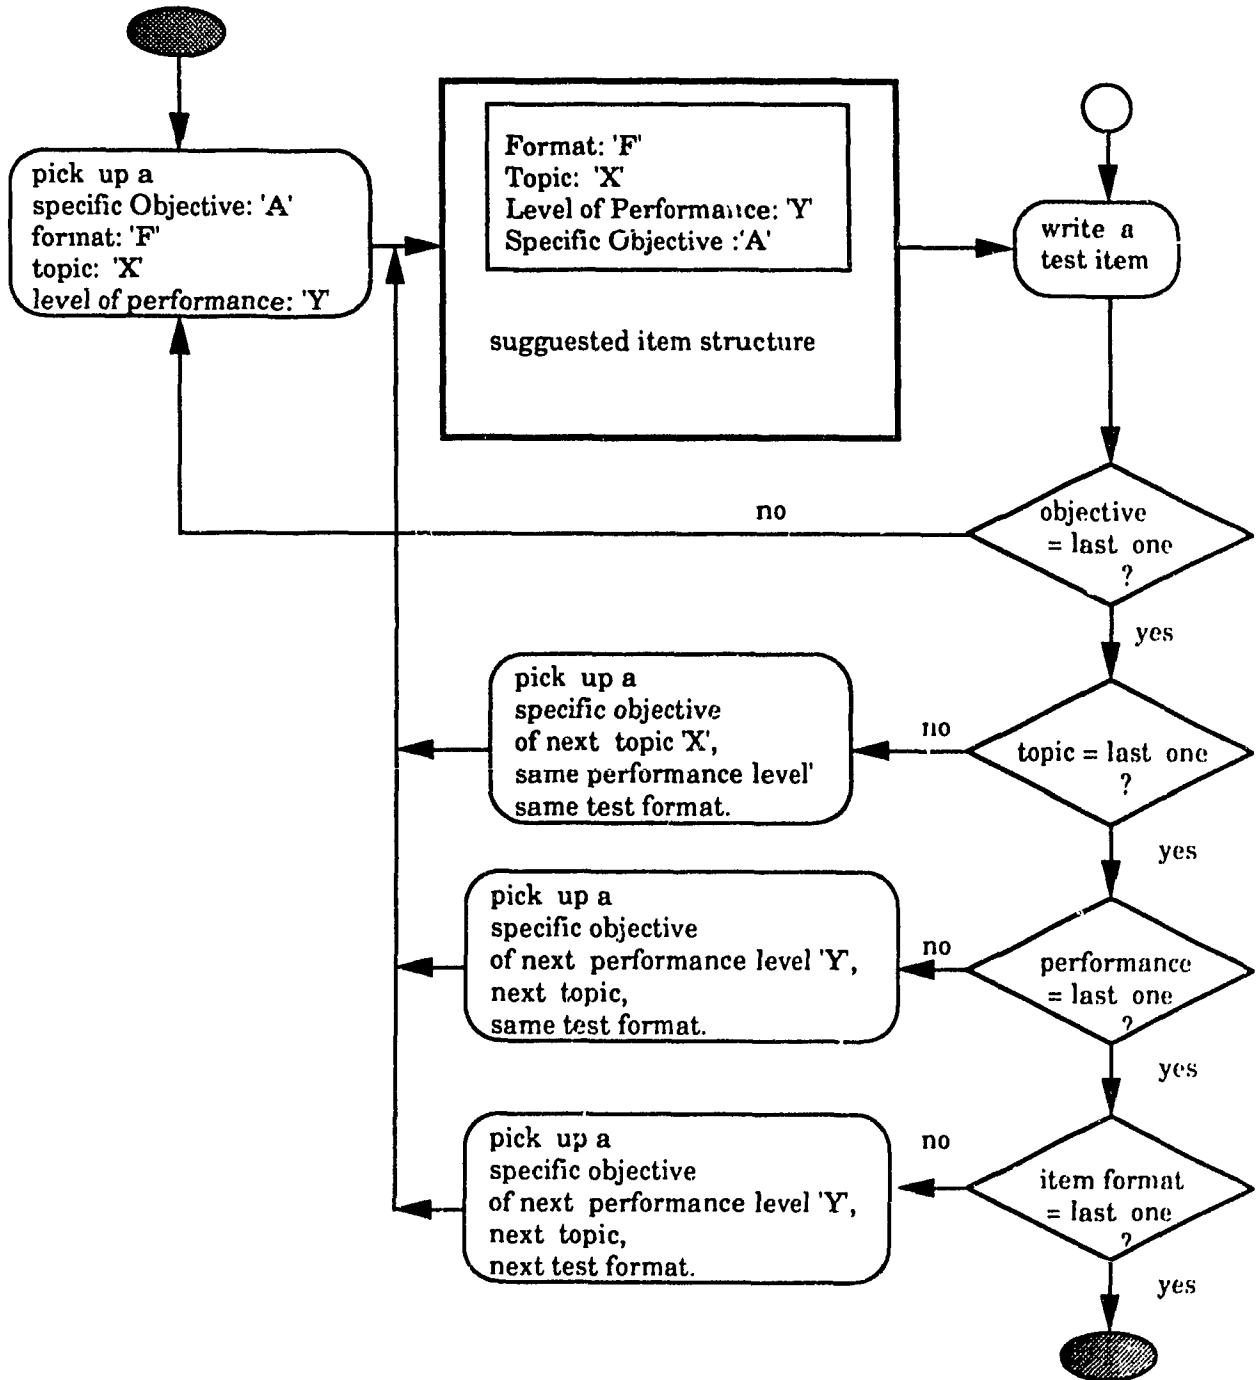 pick up a
specific Objective: 'A'
format: 'F'
topic: 'X'
level of performance: 'Y'
Format: 'F'
Topic: 'X'
Level of Performance: 'Y'
Specific Objective :'A'
sugguested item structure
write a
test item
objective
= last one
?
no
yes
topic = last one
?
no
pick up a
specific objective
of next topic 'X',
same performance level'
same test format.
yes
performance
= last one
?
no
pick up a
specific objective
of next performance level 'Y',
next topic,
same test format.
yes
item format
= last one
?
no
pick up a
specific objective
of next performance level 'Y',
next topic,
next test format.
yes